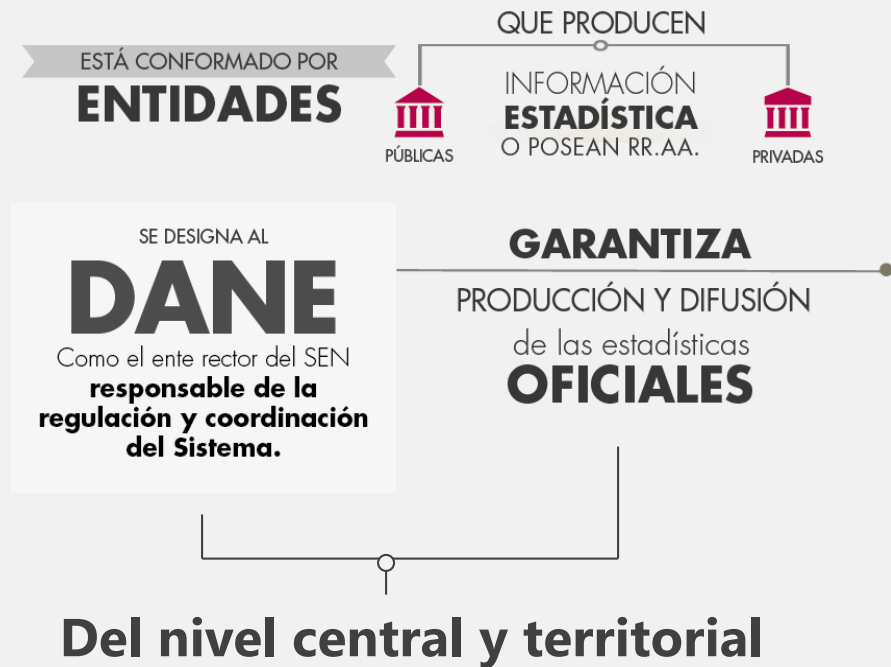 ESTÁ CONFORMADO POR
ENTIDADES
QUE PRODUCEN
PÚBLICAS
INFORMACIÓN
ESTADÍSTICA
O POSEAN RR.AA.
PRIVADAS
SE DESIGNA AL
DANE
Como el ente rector del SEN
responsable de la
regulación y coordinación
del Sistema.
GARANTIZA
PRODUCCIÓN Y DIFUSIÓN
de las estadísticas
OFICIALES
Del nivel central y territorial